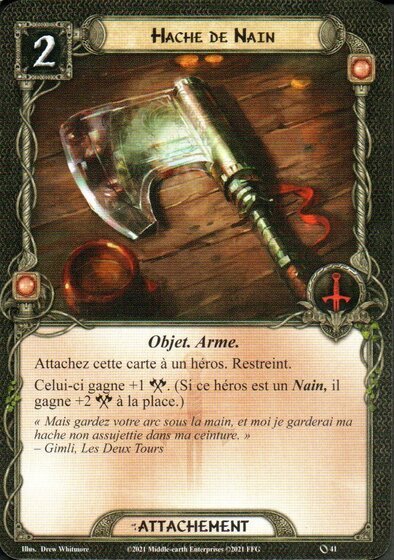 2
HACHE DE NAIN
Objet. Arme.
Attachez cette carte à un héros. Restreint.
Celui-ci gagne +1 . (Si ce héros est un Nain, il
gagne +2 à la place.)
« Mais gardez votre arc sous la main, et moi je garderai ma
hache non assujettie dans ma ceinture. »
– Gimli, Les Deux Tours
ATTACHEMENT
Illus. Drew Whitmore ©2021 Middle-earth Enterprises ©2021 FFG 41